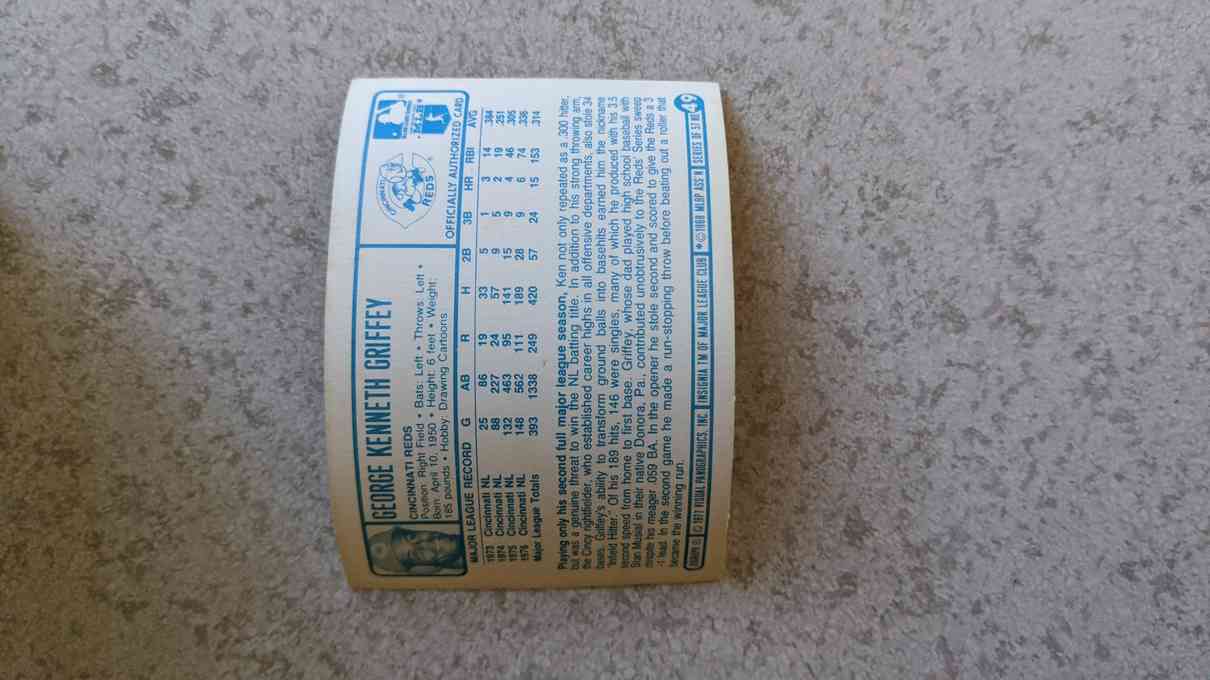 GEORGE KENNETH GRIFFEY
CINCINNATI REDS
Position: Right Field • Bats: Left • Throws: Left •
Born: April 10, 1950 • Height: 6 feet • Weight:
185 pounds • Hobby: Drawing Cartoons
CINCINNATI
REDS
MLB
OFFICIALLY AUTHORIZED CARD
MAJOR LEAGUE RECORD G AB R H 2B 3B HR RBI AVG
1973 Cincinnati NL 25 86 19 33 5 1 3 14 .384
1974 Cincinnati NL 88 227 24 57 9 5 2 19 .251
1975 Cincinnati NL 132 463 95 141 15 9 4 46 .305
1976 Cincinnati NL 148 562 111 189 28 9 6 74 .336
Major League Totals 393 1338 249 420 57 24 15 153 .314
Playing only his second full major league season, Ken not only repeated as a .300 hitter,
but was a genuine threat to win the NL batting title. In addition to his strong throwing arm,
the Cincy rightfielder, who established career highs in all offensive departments, also stole 34
bases. Griffey's ability to transform ground balls into basehits earned him the nickname
"Infield Hitter." Of his 189 hits, 146 were singles, many of which he produced with his 3.5
second speed from home to first base. Griffey, whose dad played high school baseball with
Stan Musial in their native Donora, Pa., contributed unobtrusively to the Reds' Series sweep
despite his meager .059 BA. In the opener he stole second and scored to give the Reds a 3
-1 lead. In the second game he made a run-stopping throw before beating out a roller that
became the winning run.
© 1977 VISUAL PANOGRAPHICS, INC. INSIGNIA TM OF MAJOR LEAGUE CLUB • © 1968 MLBP ASS'N SERIES OF 57 NO 49